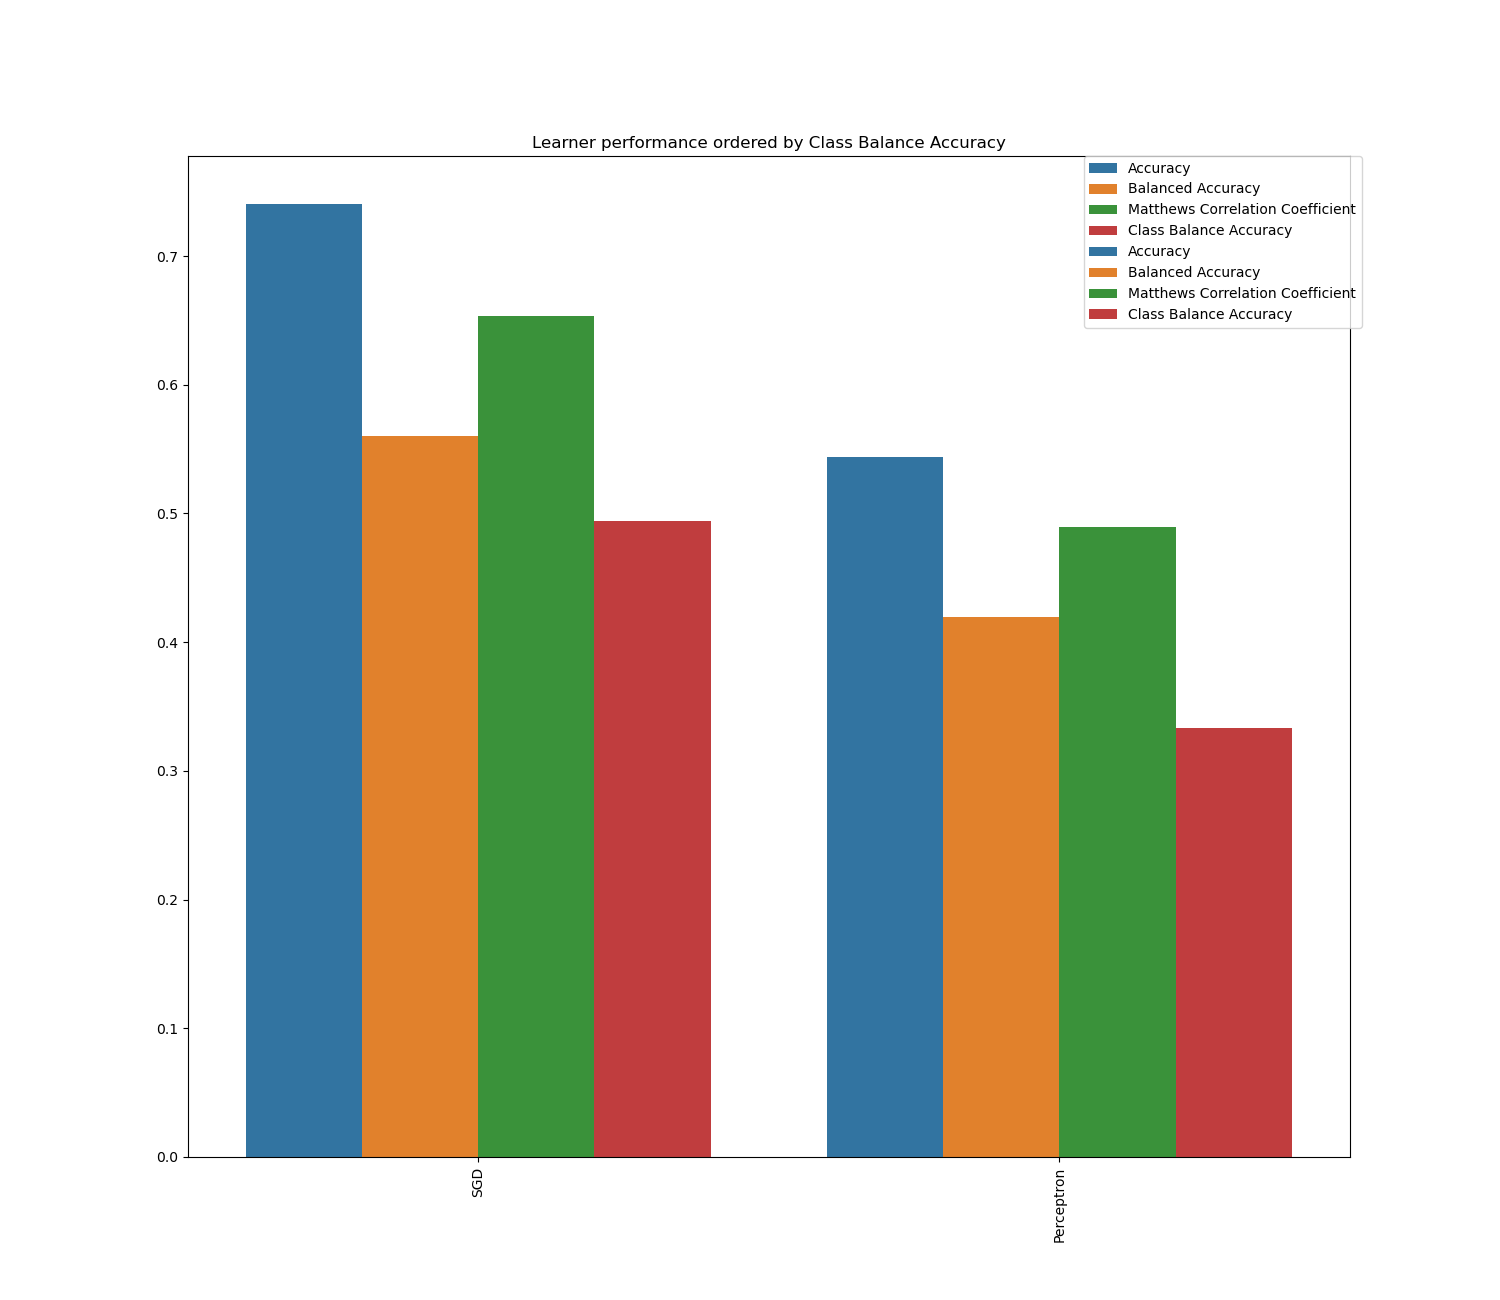 Learner performance ordered by Class Balance Accuracy
Accuracy
Balanced Accuracy
Matthews Correlation Coefficient
Class Balance Accuracy
Accuracy
Balanced Accuracy
Matthews Correlation Coefficient
Class Balance Accuracy
0.7
0.6
0.5
0.4
0.3
0.2
0.1
0.0
SGD
Perceptron